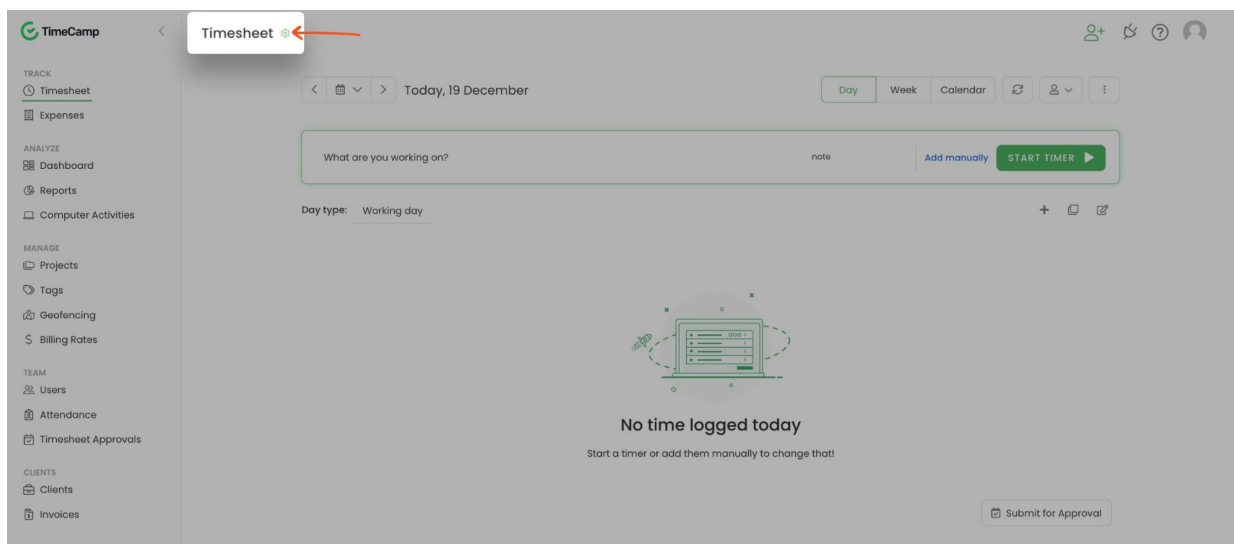 TimeCamp
Timesheet
TRACK
Timesheet
Expenses
ANALYZE
Dashboard
Reports
Computer Activities
MANAGE
Projects
Tags
Geofencing
Billing Rates
TEAM
Users
Attendance
Timesheet Approvals
CLIENTS
Clients
Invoices
Today, 19 December
Day Week Calendar
What are you working on? note Add manually START TIMER
Day type: Working day
No time logged today
Start a timer or add them manually to change that!
Submit for Approval